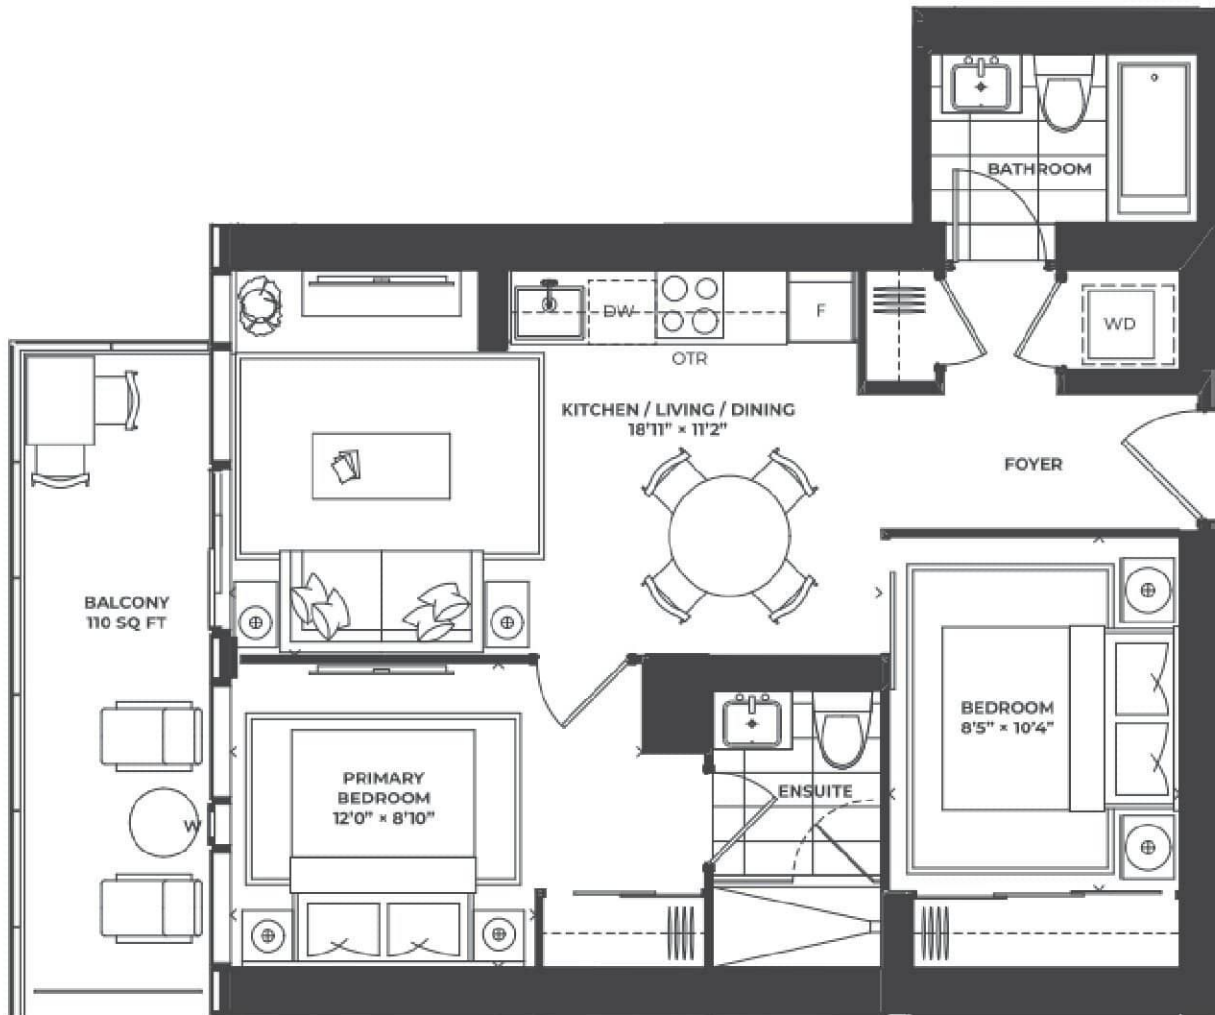 BATHROOM
DW
F
WD
OTR
KITCHEN / LIVING / DINING
18'11" × 11'2"
FOYER
BALCONY
110 SQ FT
BEDROOM
8'5" × 10'4"
PRIMARY
BEDROOM
12'0" × 8'10"
ENSUITE
W